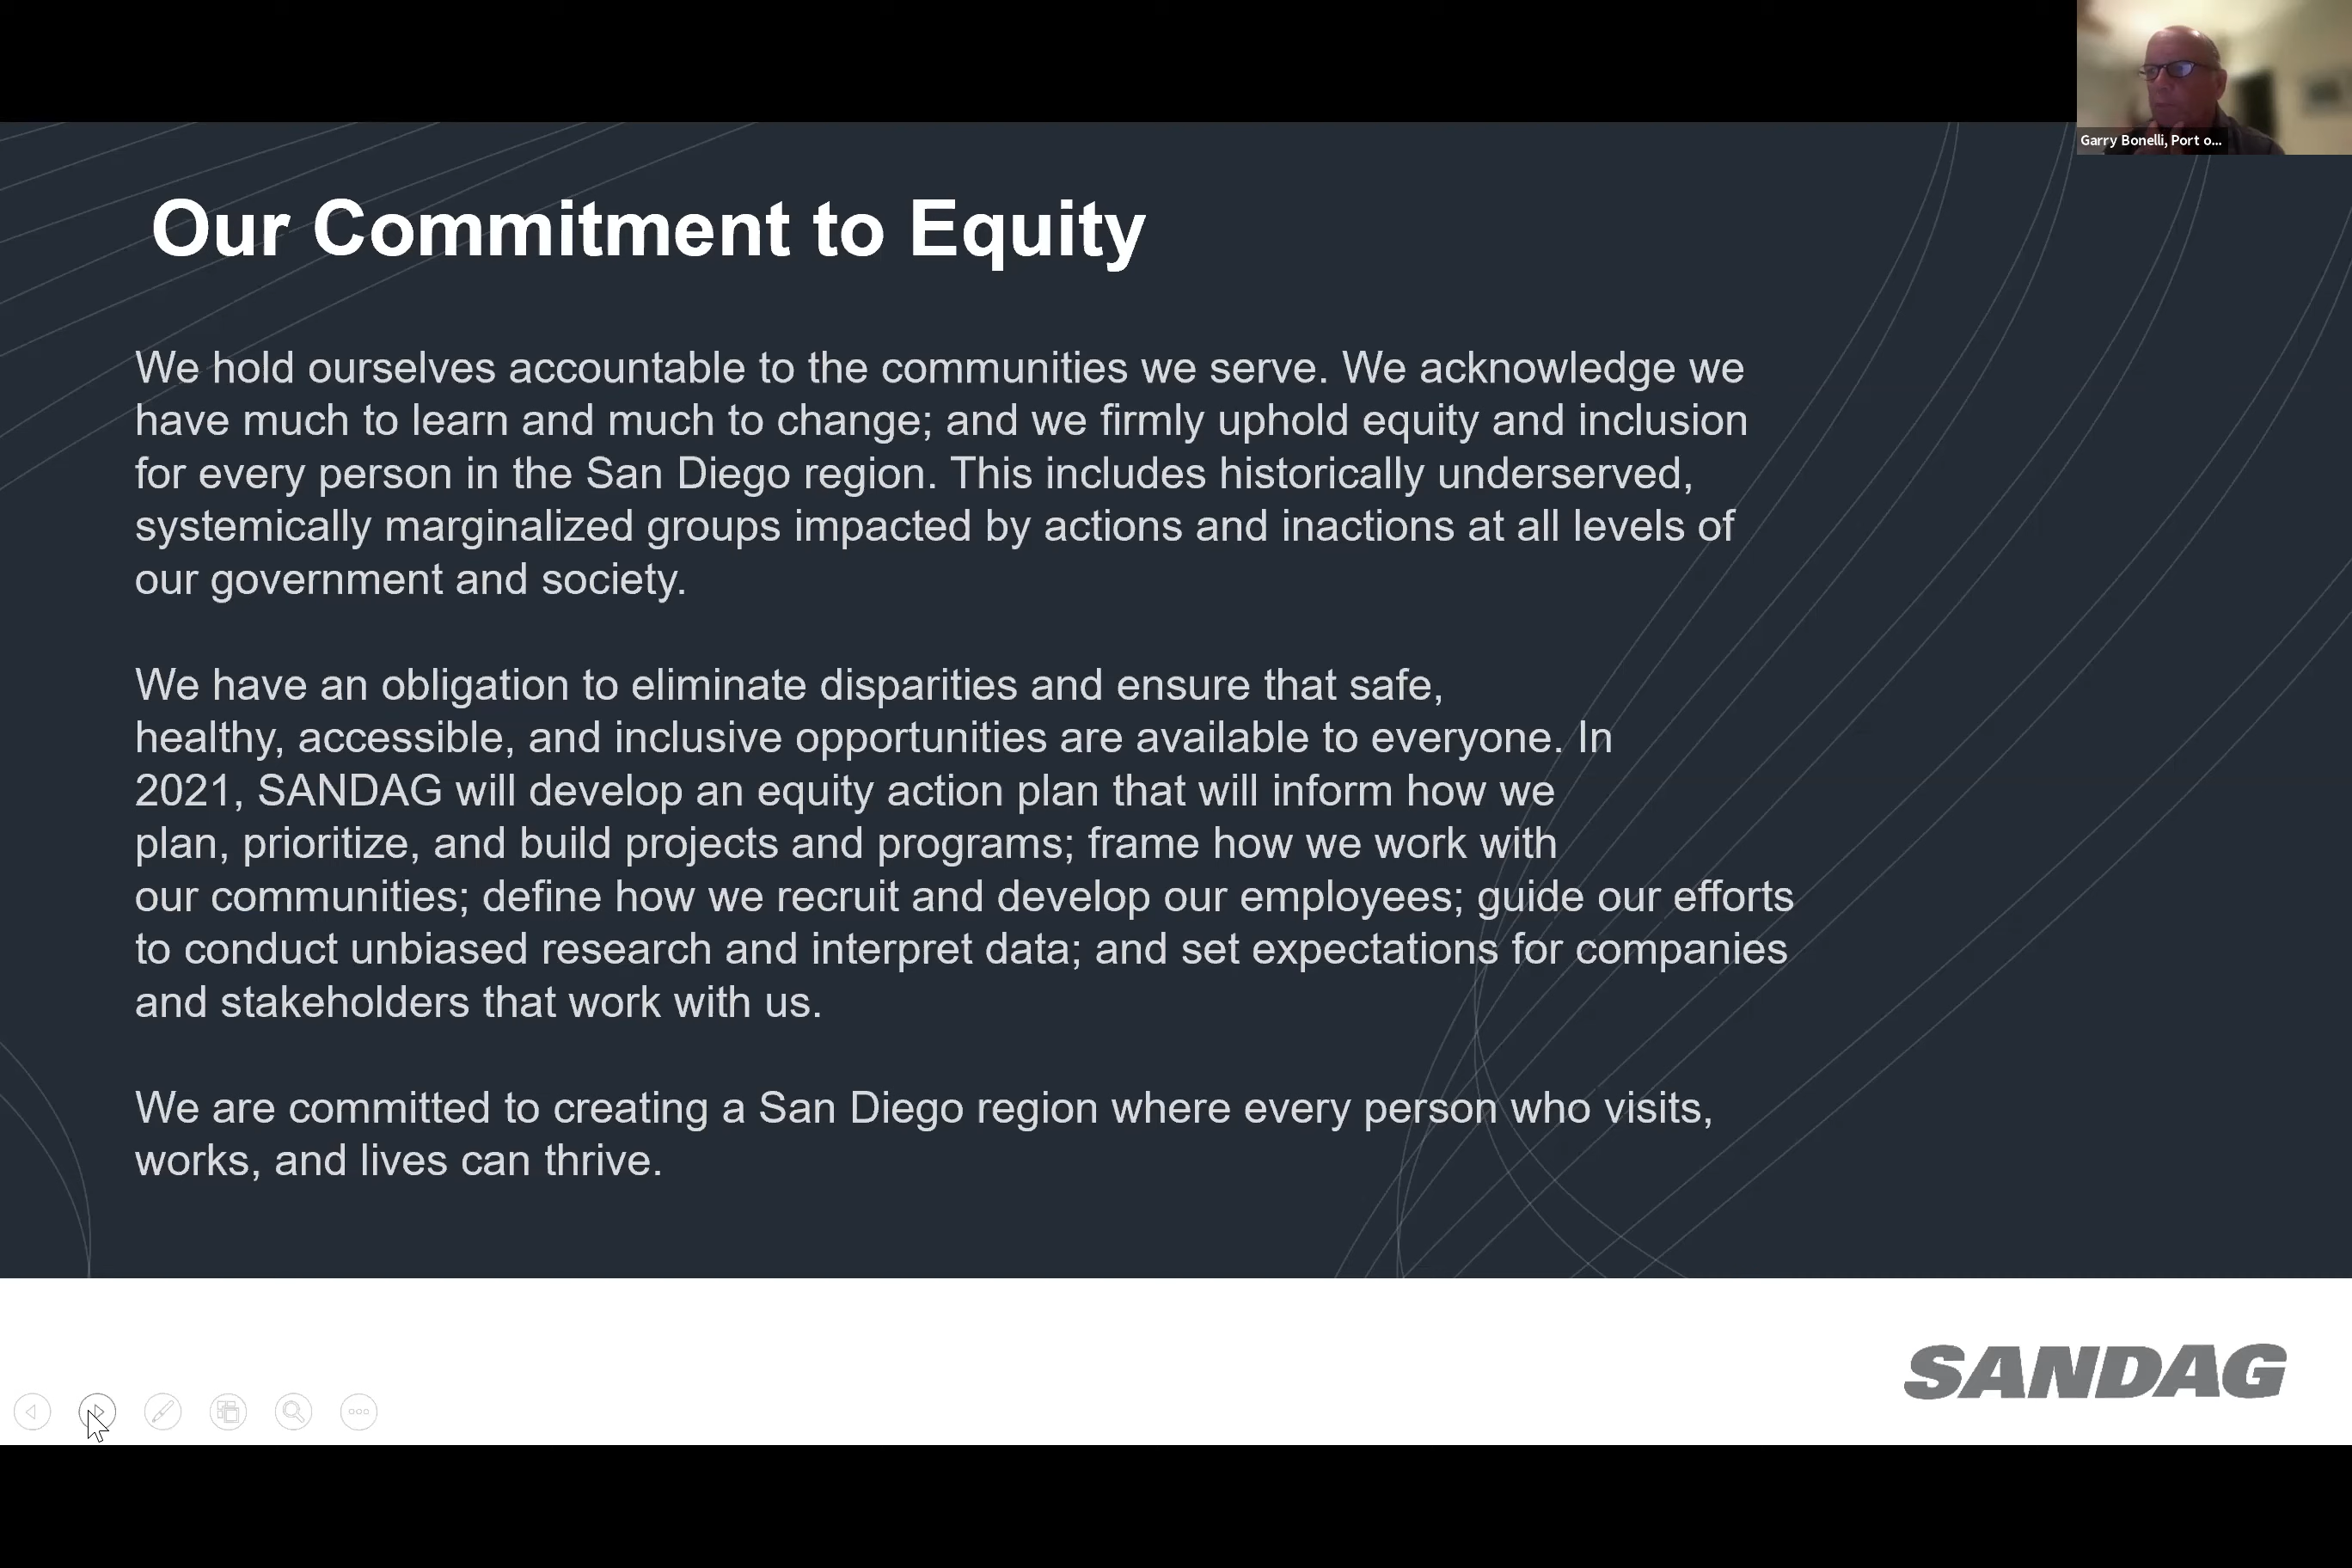 Garry Bonelli, Port o...
Our Commitment to Equity
We hold ourselves accountable to the communities we serve. We acknowledge we
have much to learn and much to change; and we firmly uphold equity and inclusion
for every person in the San Diego region. This includes historically underserved,
systemically marginalized groups impacted by actions and inactions at all levels of
our government and society.
We have an obligation to eliminate disparities and ensure that safe,
healthy, accessible, and inclusive opportunities are available to everyone. In
2021, SANDAG will develop an equity action plan that will inform how we
plan, prioritize, and build projects and programs; frame how we work with
our communities; define how we recruit and develop our employees; guide our efforts
to conduct unbiased research and interpret data; and set expectations for companies
and stakeholders that work with us.
We are committed to creating a San Diego region where every person who visits,
works, and lives can thrive.
SANDAG